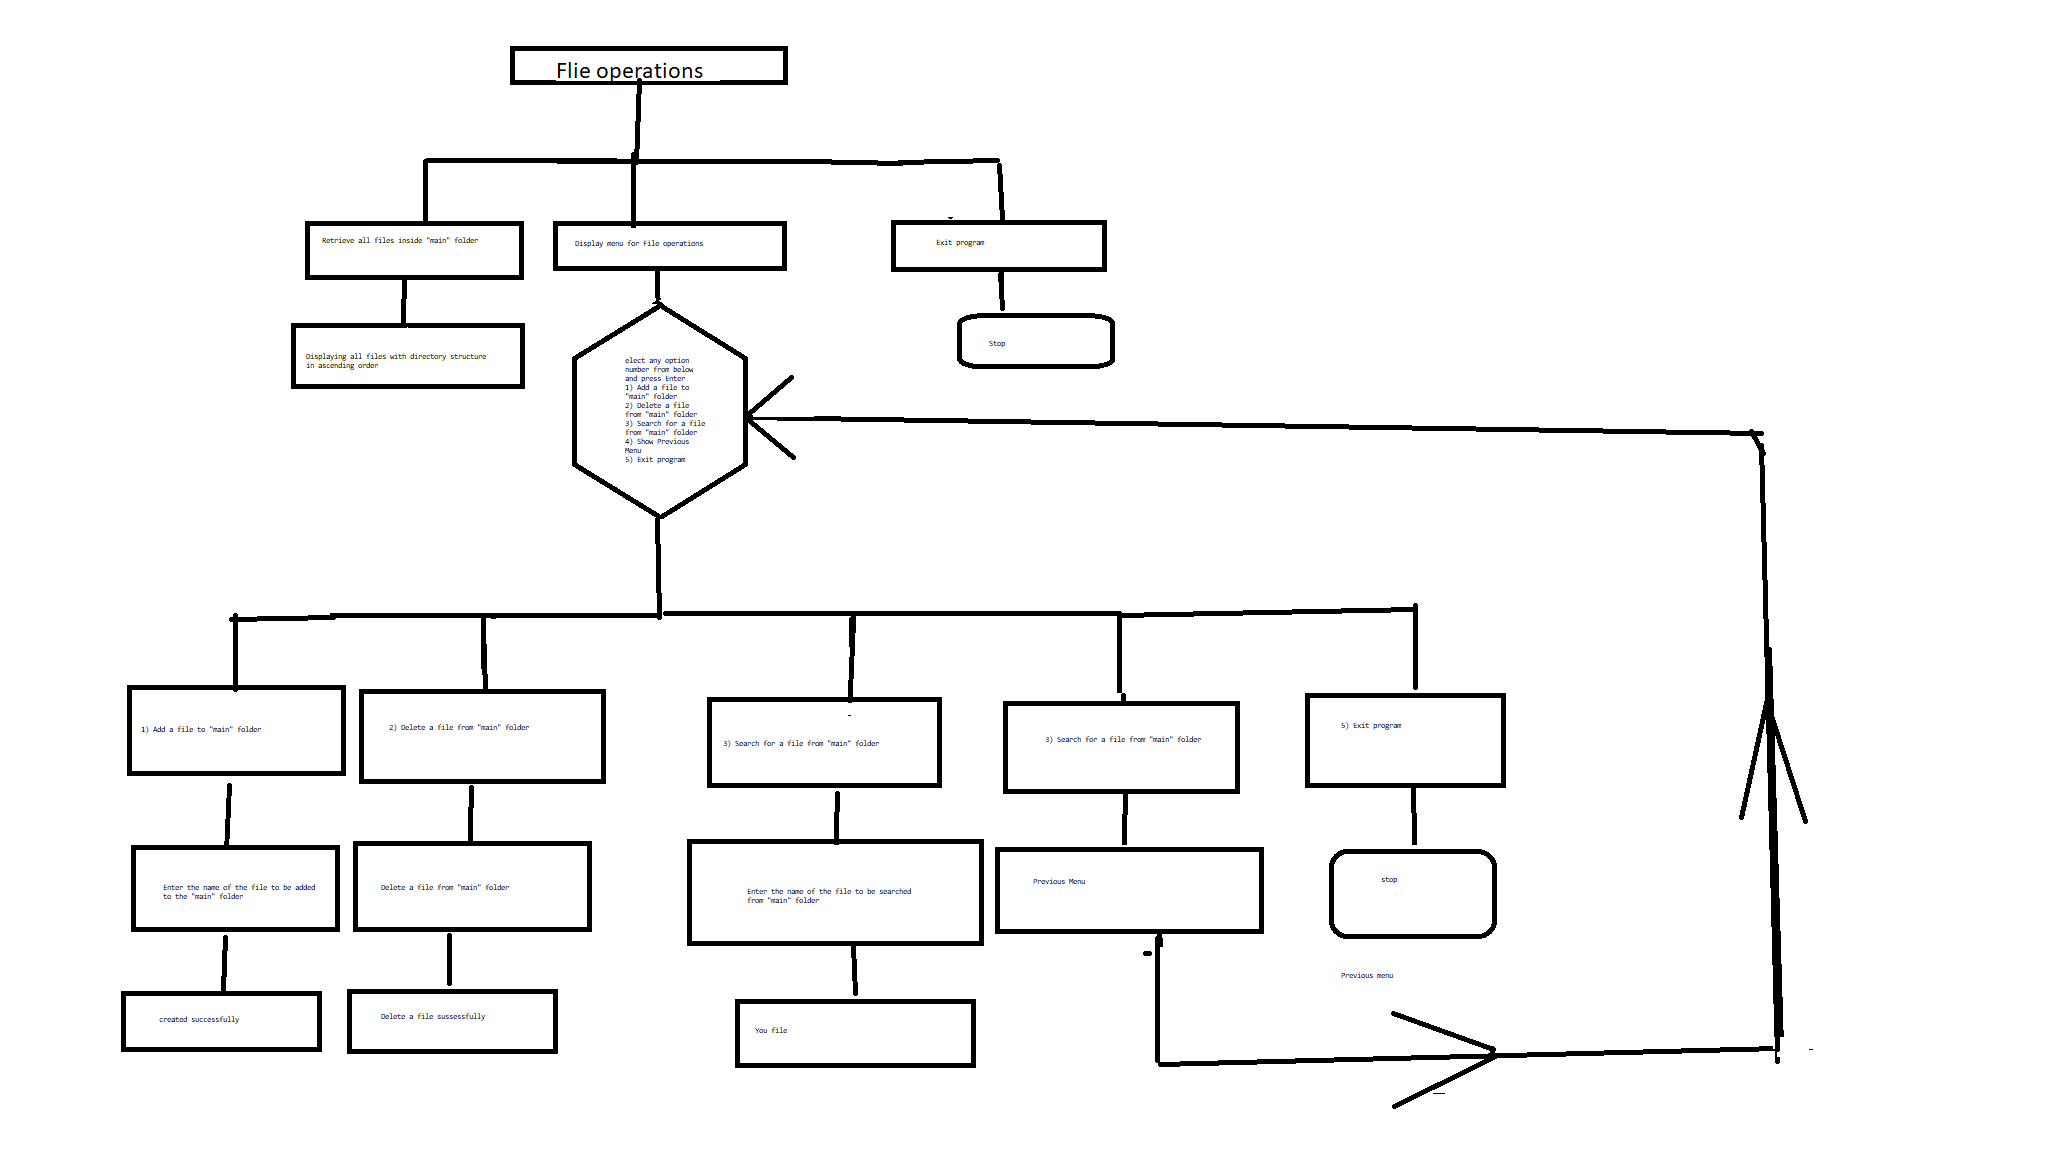 Flie operations
Retrieve all files inside "main" folder
Display menu for File operations
Exit program
Displaying all files with directory structure
in ascending order
Stop
elect any option
number from below
and press Enter
1) Add a file to
"main" folder
2) Delete a file
from "main" folder
3) Search for a file
from "main" folder
4) Show Previous
Menu
5) Exit program
1) Add a file to "main" folder
2) Delete a file from "main" folder
3) Search for a file from "main" folder
3) Search for a file from "main" folder
5) Exit program
Enter the name of the file to be added
to the "main" folder
Delete a file from "main" folder
Enter the name of the file to be searched
from "main" folder
Previous Menu
stop
Previous menu
created successfully
Delete a file sussessfully
You file